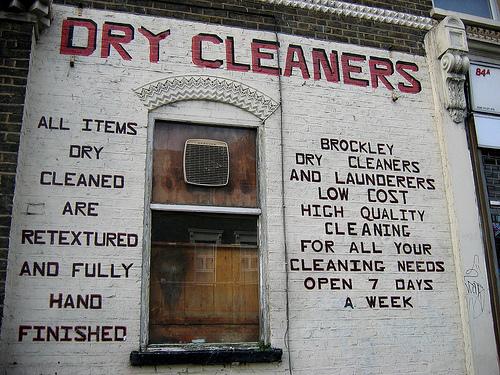 DRY CLEANERS
ALL ITEMS
DRY
CLEANED
ARE
RETEXTURED
AND FULLY
HAND
FINISHED
BROCKLEY
DRY CLEANERS
AND LAUNDERERS
LOW COST
HIGH QUALITY
CLEANING
FOR ALL YOUR
CLEANING NEEDS
OPEN 7 DAYS
A WEEK
84A